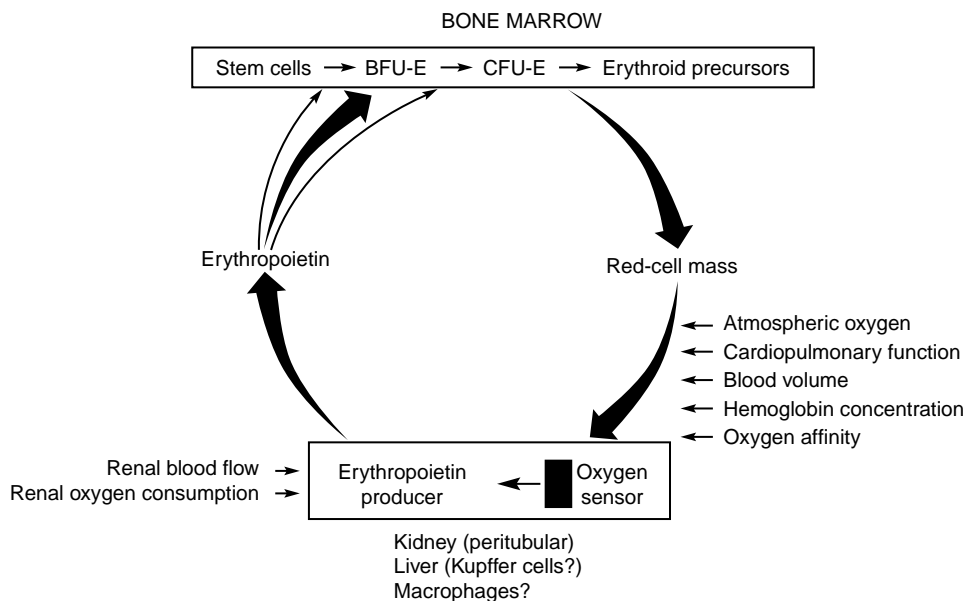 BONE MARROW
Stem cells → BFU-E → CFU-E → Erythroid precursors
Erythropoietin
Red-cell mass
Atmospheric oxygen
Cardiopulmonary function
Blood volume
Hemoglobin concentration
Oxygen affinity
Renal blood flow
Renal oxygen consumption
Erythropoietin
producer
Oxygen
sensor
Kidney (peritubular)
Liver (Kupffer cells?)
Macrophages?